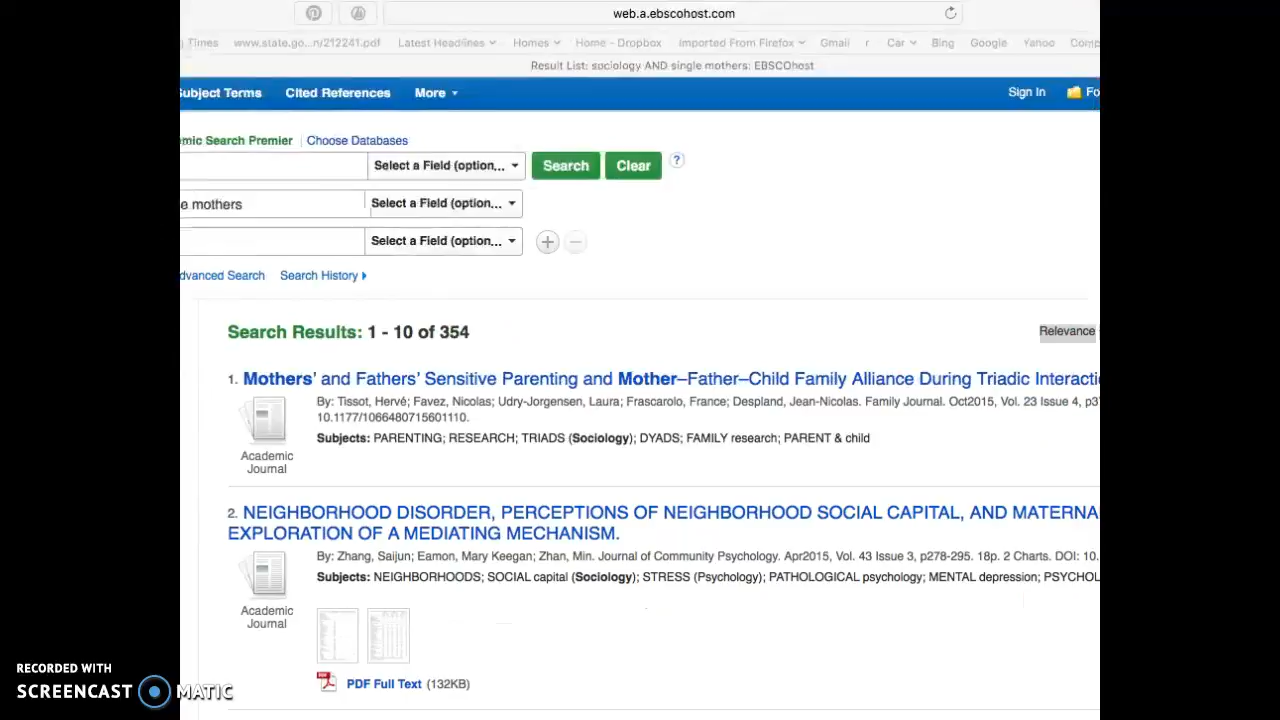 web.a.ebscohost.com
Times www.state.go...n/212241.pdf Latest Headlines Homes Home - Dropbox Imported From Firefox Gmail r Car Bing Google Yahoo Comp
Result List: sociology AND single mothers: EBSCOhost
Subject Terms Cited References More Sign In Fo
emic Search Premier Choose Databases
Select a Field (option... Search Clear ?
e mothers Select a Field (option...
Select a Field (option...
dvanced Search Search History
Search Results: 1 - 10 of 354 Relevance
1. Mothers' and Fathers' Sensitive Parenting and Mother–Father–Child Family Alliance During Triadic Interacti
By: Tissot, Hervé; Favez, Nicolas; Udry-Jorgensen, Laura; Frascarolo, France; Despland, Jean-Nicolas. Family Journal. Oct2015, Vol. 23 Issue 4, p3
10.1177/1066480715601110.
Subjects: PARENTING; RESEARCH; TRIADS (Sociology); DYADS; FAMILY research; PARENT & child
Academic
Journal
2. NEIGHBORHOOD DISORDER, PERCEPTIONS OF NEIGHBORHOOD SOCIAL CAPITAL, AND MATERNA
EXPLORATION OF A MEDIATING MECHANISM.
By: Zhang, Saijun; Eamon, Mary Keegan; Zhan, Min. Journal of Community Psychology. Apr2015, Vol. 43 Issue 3, p278-295. 18p. 2 Charts. DOI: 10.
Subjects: NEIGHBORHOODS; SOCIAL capital (Sociology); STRESS (Psychology); PATHOLOGICAL psychology; MENTAL depression; PSYCHOL
Academic
Journal
PDF Full Text (132KB)
RECORDED WITH
SCREENCAST MATIC